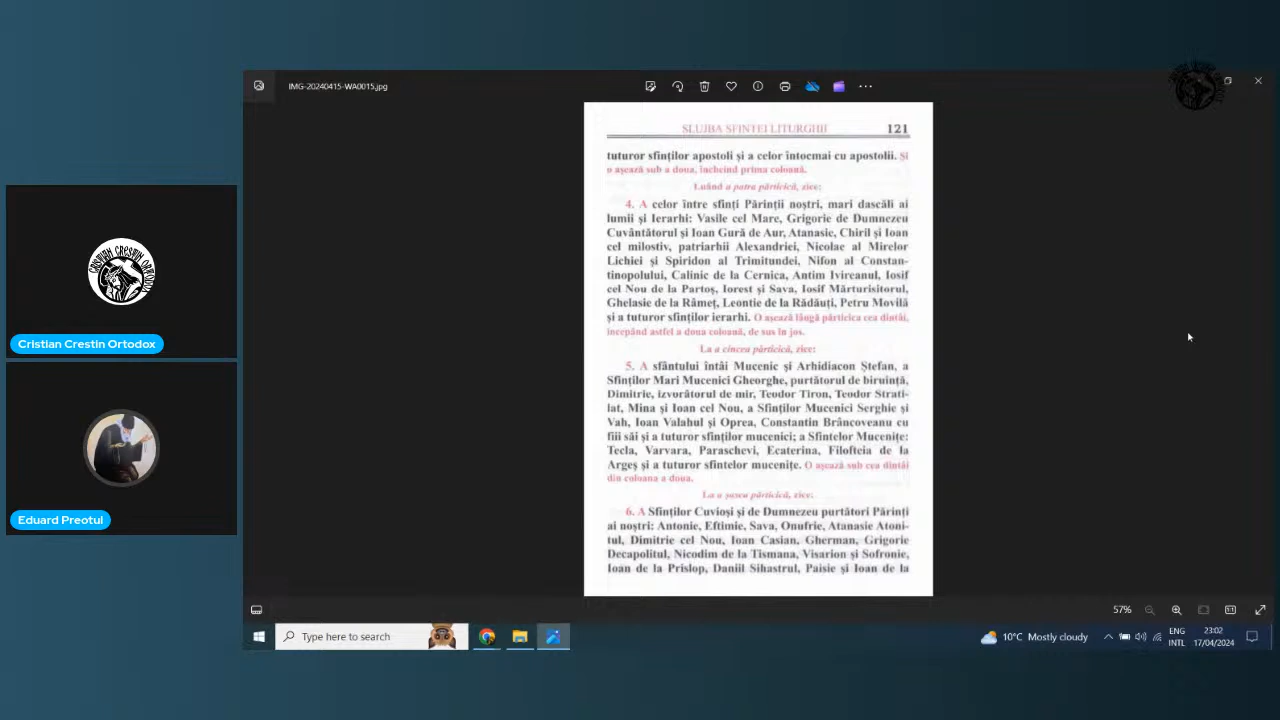 IMG-20240415-WA0015.jpg
SLUJBA SFINTEI LITURGHII 121
tuturor sfinților apostoli și a celor întocmai cu apostolii. Și
o așează sub a doua, încheind prima coloană.
Luând a patra părticică, zice:
4. A celor între sfinți Părinții noștri, mari dascăli ai
lumii și Ierarhi: Vasile cel Mare, Grigorie de Dumnezeu
Cuvântătorul și Ioan Gură de Aur, Atanasie, Chiril și Ioan
cel milostiv, patriarhii Alexandriei, Nicolae al Mirelor
Lichiei și Spiridon al Trimitundei, Nifon al Constan-
tinopolului, Calinic de la Cernica, Antim Ivireanul, Iosif
cel Nou de la Partoș, Iorest și Sava, Iosif Mărturisitorul,
Ghelasie de la Râmeț, Leontie de la Rădăuți, Petru Movilă
și a tuturor sfinților ierarhi. O așează lângă părticica cea dintâi,
începând astfel a doua coloană, de sus în jos.
La a cincea părticică, zice:
5. A sfântului întâi Mucenic și Arhidiacon Ștefan, a
Sfinților Mari Mucenici Gheorghe, purtătorul de biruință,
Dimitrie, izvorâtorul de mir, Teodor Tiron, Teodor Strati-
lat, Mina și Ioan cel Nou, a Sfinților Mucenici Serghie și
Vah, Ioan Valahul și Oprea, Constantin Brâncoveanu cu
fiii săi și a tuturor sfinților mucenici; a Sfintelor Mucenițe:
Tecla, Varvara, Paraschevi, Ecaterina, Filofteia de la
Argeș și a tuturor sfintelor mucenițe. O așează sub cea dintâi
din coloana a doua.
La a șasea părticică, zice:
6. A Sfinților Cuvioși și de Dumnezeu purtători Părinți
ai noștri: Antonie, Eftimie, Sava, Onufrie, Atanasie Atoni-
tul, Dimitrie cel Nou, Ioan Casian, Gherman, Grigorie
Decapolitul, Nicodim de la Tismana, Visarion și Sofronie,
Ioan de la Prislop, Daniil Sihastrul, Paisie și Ioan de la
CRISTIAN CRESTIN ORTODOX
Cristian Crestin Ortodox
Eduard Preotul
57%
Type here to search
10°C Mostly cloudy
ENG
INTL
23:02
17/04/2024